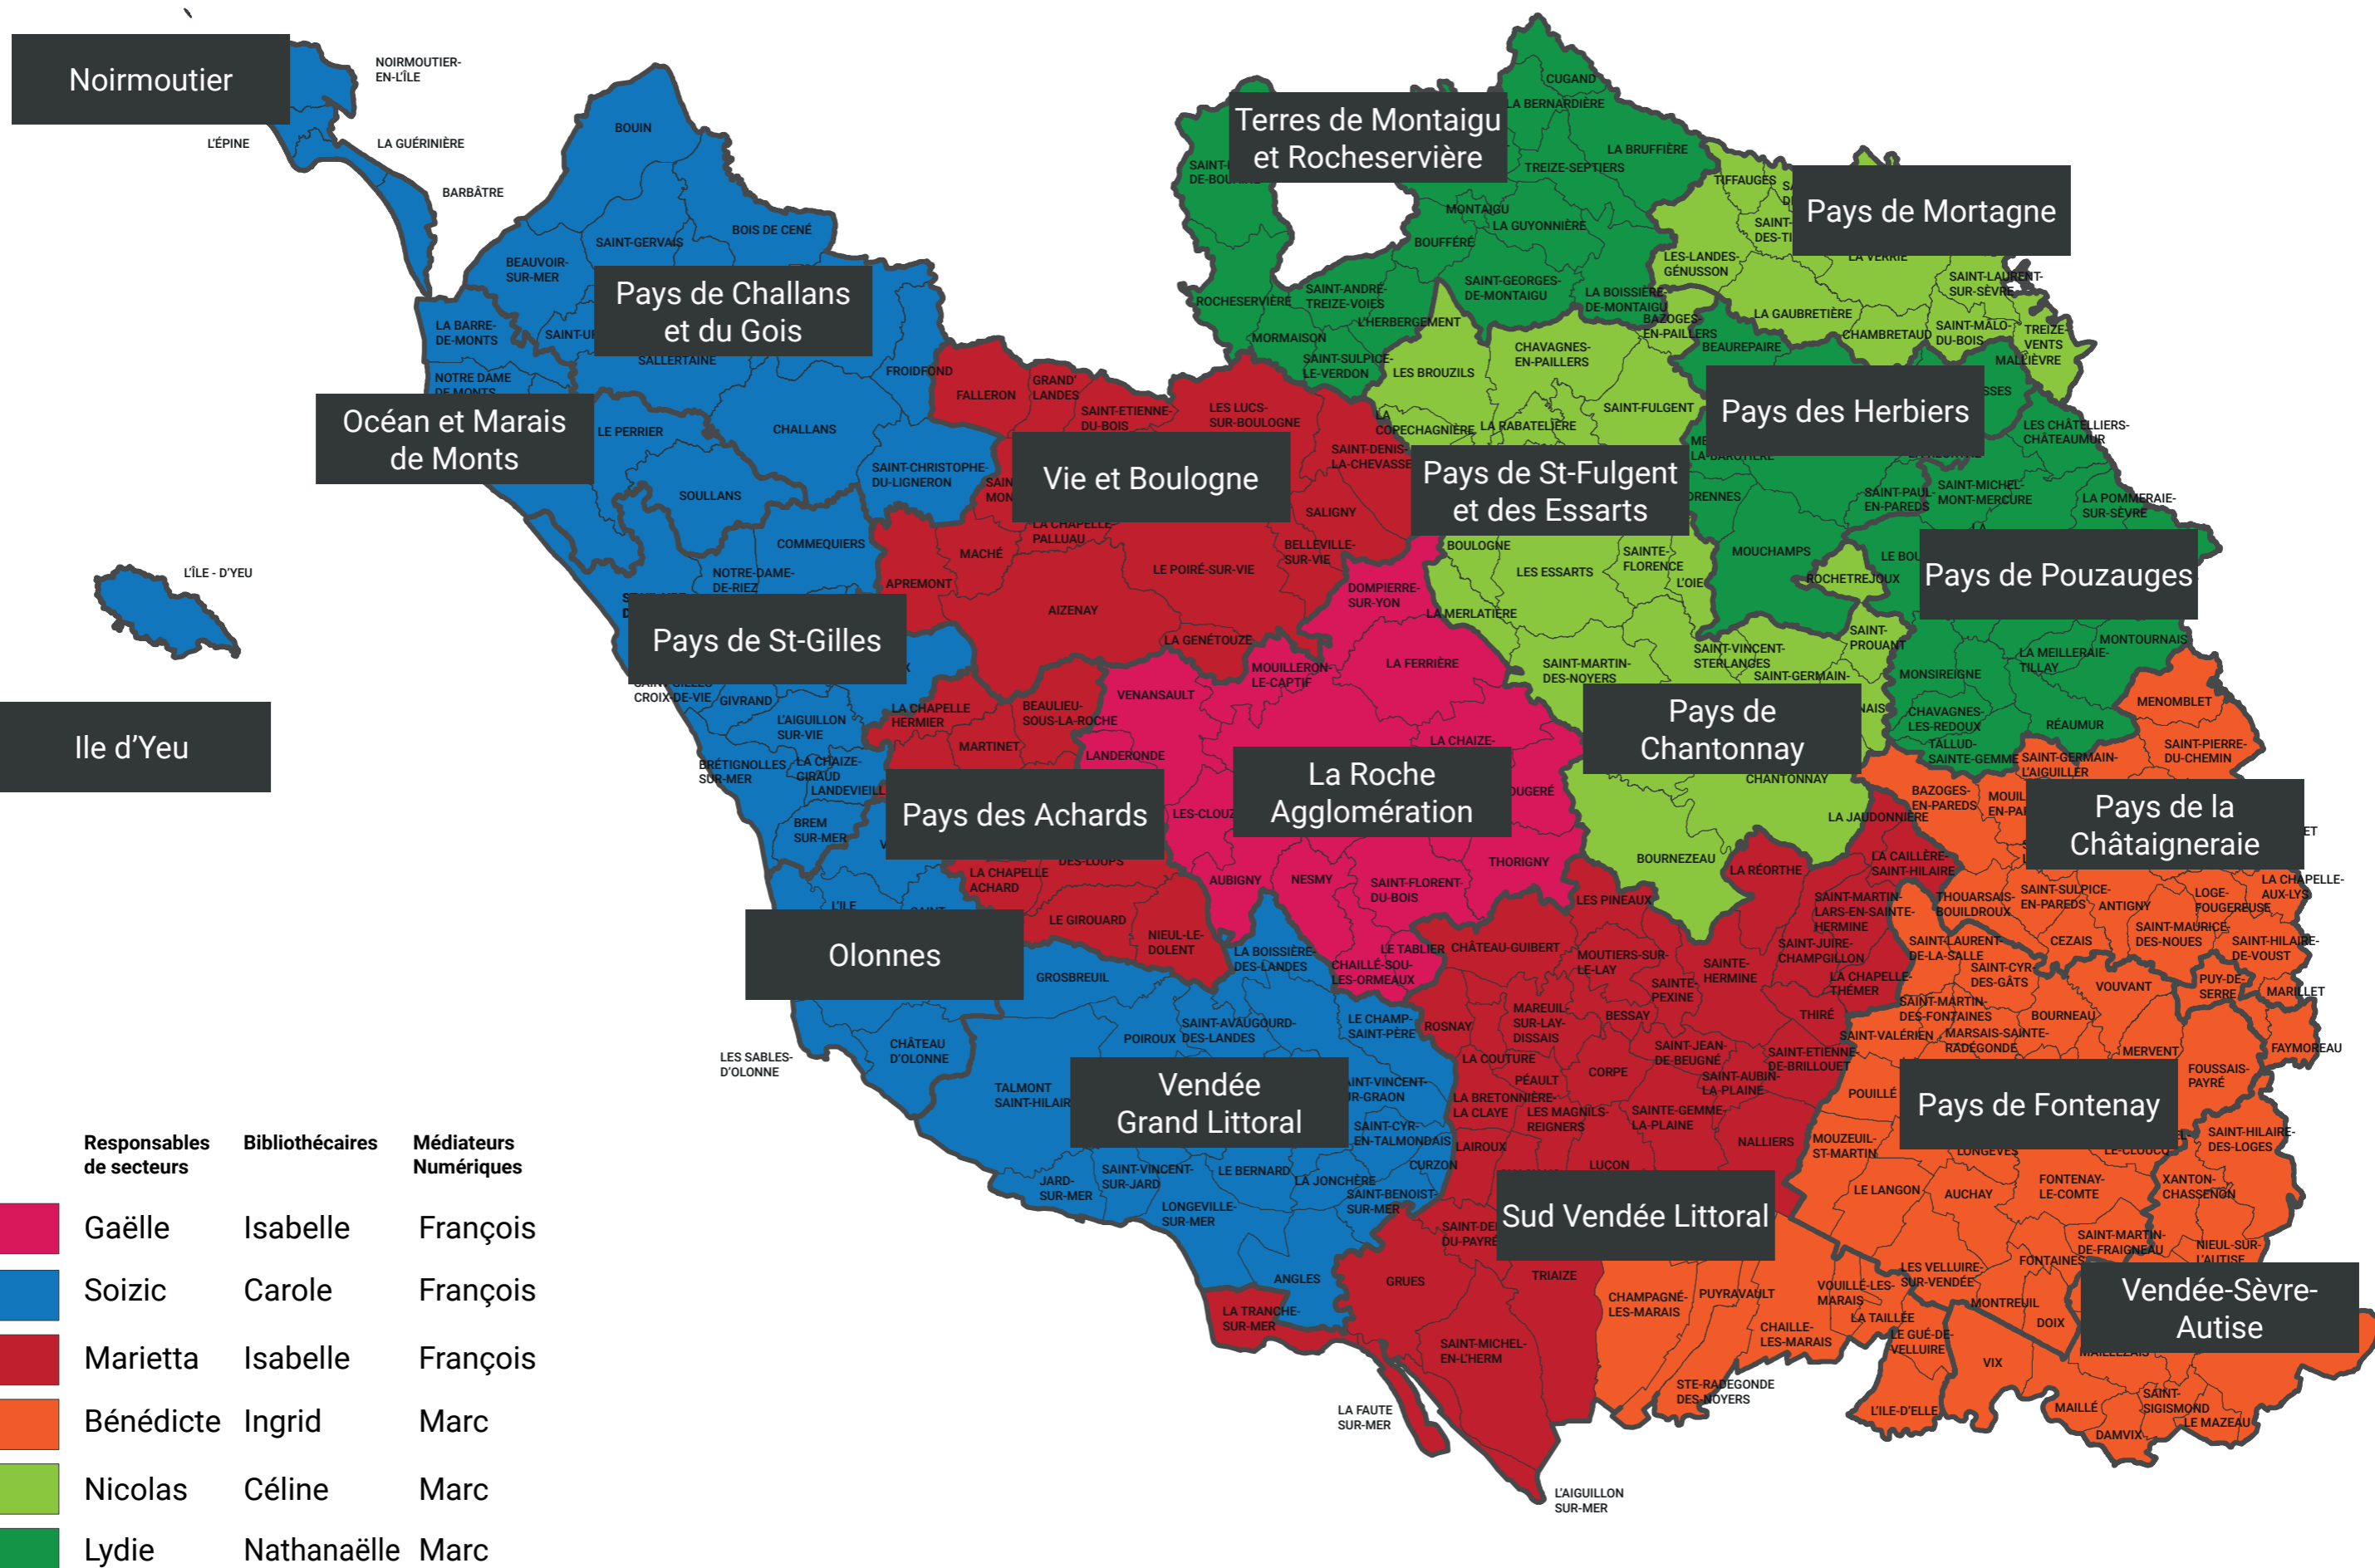 Noirmoutier
NOIRMOUTIER-
EN-L'ÎLE
L'ÉPINE
LA GUÉRINIÈRE
BARBÂTRE
BOUIN
BOIS DE CENÉ
SAINT-GERVAIS
BEAUVOIR-
SUR-MER
Pays de Challans
et du Gois
LA BARRE-
DE-MONTS
SALLERTAINE
FROIDFOND
NOTRE DAME
DE MONTS
Océan et Marais
de Monts
LE PERRIER
CHALLANS
SAINT-CHRISTOPHE-
DU-LIGNERON
SOULLANS
COMMEQUIERS
NOTRE-DAME-
DE-RIEZ
L'ÎLE - D'YEU
Ile d'Yeu
Pays de St-Gilles
CROIX-DE-VIE
GIVRAND
L'AIGUILLON
SUR-VIE
BRÉTIGNOLLES
SUR-MER
LA CHAIZE-
GIRAUD
BREM
SUR-MER
Terres de Montaigu
et Rocheservière
CUGAND
LA BERNARDIÈRE
LA BRUFFIÈRE
TREIZE-SEPTIERS
MONTAIGU
LA GUYONNIÈRE
BOUFFÉRÉ
SAINT-GEORGES-
DE-MONTAIGU
LA BOISSIÈRE-
DE-MONTAIGU
ROCHESERVIÈRE
SAINT-ANDRÉ-
TREIZE-VOIES
L'HERBERGEMENT
MORMAISON
SAINT-SULPICE-
LE-VERDON
Pays de Mortagne
TIFFAUGES
LES-LANDES-
GÉNUSSON
LA VERRIE
SAINT-LAURENT-
SUR-SÈVRE
LA GAUBRETIÈRE
CHAMBRETAUD
SAINT-MALO-
DU-BOIS
TREIZE-
VENTS
MALLIÈVRE
BAZOGES-
EN-PAILLERS
BEAUREPAIRE
Pays des Herbiers
LES CHÂTELLIERS-
CHÂTEAUMUR
MOUCHAMPS
SAINT-PAUL-
EN-PAREDS
SAINT-MICHEL-
MONT-MERCURE
LA POMMERAIE-
SUR-SÈVRE
Pays de Pouzauges
ROCHETREJOUX
MONTOURNAIS
LA MEILLERAIE-
TILLAY
MONSIREIGNE
CHAVAGNES-
LES-REDOUX
RÉAUMUR
TALLUD-
SAINTE-GEMME
CHAVAGNES-
EN-PAILLERS
LES BROUZILS
SAINT-FULGENT
LA
COPECHAGNIÈRE
LA RABATELIÈRE
Pays de St-Fulgent
et des Essarts
BOULOGNE
LES ESSARTS
SAINTE-
FLORENCE
L'OIE
LA MERLATIÈRE
SAINT-MARTIN-
DES-NOYERS
SAINT-VINCENT-
STERLANGES
SAINT-
PROUANT
SAINT-GERMAIN-
Pays de
Chantonnay
CHANTONNAY
BOURNEZEAU
FALLERON
GRAND'
LANDES
SAINT-ETIENNE-
DU-BOIS
LES LUCS-
SUR-BOULOGNE
SAINT-DENIS-
LA-CHEVASSE
Vie et Boulogne
LA CHAPELLE-
PALLUAU
MACHÉ
SALIGNY
BELLEVILLE-
SUR-VIE
LE POIRÉ-SUR-VIE
APREMONT
AIZENAY
LA GENÉTOUZE
LA CHAPELLE
HERMIER
MARTINET
BEAULIEU-
SOUS-LA-ROCHE
Pays des Achards
DES-LOUPS
LA CHAPELLE
ACHARD
LE GIROUARD
NIEUL-LE-
DOLENT
DOMPIERRE-
SUR-YON
LA FERRIÈRE
MOUILLERON-
LE-CAPTIF
VENANSAULT
LANDERONDE
LA CHAIZE-
La Roche
Agglomération
THORIGNY
AUBIGNY
NESMY
SAINT-FLORENT-
DU-BOIS
LE TABLIER
CHAILLÉ-SOU-
LES-ORMEAUX
Olonnes
CHÂTEAU
D'OLONNE
LES SABLES-
D'OLONNE
GROSBREUIL
LA BOISSIÈRE-
DES-LANDES
LE CHAMP-
SAINT-PÈRE
POIROUX
SAINT-AVAUGOURD-
DES-LANDES
TALMONT
SAINT-HILAIR
Vendée
Grand Littoral
SAINT-CYR-
EN-TALMONDAIS
CURZON
JARD-
SUR-MER
SAINT-VINCENT-
SUR-JARD
LE BERNARD
LA JONCHÈRE
SAINT-BENOIST-
SUR-MER
LONGEVILLE-
SUR-MER
ANGLES
LA TRANCHE-
SUR-MER
LA FAUTE
SUR-MER
L'AIGUILLON
SUR-MER
GRUES
TRIAIZE
SAINT-MICHEL-
EN-L'HERM
Sud Vendée Littoral
LUÇON
LAIROUX
LA BRETONNIÈRE-
LA CLAYE
LES MAGNILS-
REIGNERS
SAINTE-GEMME-
LA-PLAINE
NALLIERS
PÉAULT
CORPE
LA COUTURE
SAINT-JEAN-
DE-BEUGNÉ
SAINT-AUBIN-
LA-PLAINE
SAINT-ETIENNE-
DE-BRILLOUET
ROSNAY
MAREUIL-
SUR-LAY-
DISSAIS
BESSAY
SAINTE-
PEXINE
SAINTE-
HERMINE
THIRÉ
CHÂTEAU-GUIBERT
MOUTIERS-SUR-
LE-LAY
LES PINEAUX
LA RÉORTHE
LA JAUDONNIÈRE
LA CAILLÈRE-
SAINT-HILAIRE
SAINT-MARTIN-
LARS-EN-SAINTE-
HERMINE
SAINT-JUIRE-
CHAMPGILLON
LA CHAPELLE-
THÉMER
MENOMBLET
SAINT-PIERRE-
DU-CHEMIN
SAINT-GERMAIN-
L'AIGUILLER
BAZOGES-
EN-PAREDS
Pays de la
Châtaigneraie
THOUARSAIS-
BOUILDROUX
SAINT-SULPICE-
EN-PAREDS
ANTIGNY
LOGE-
FOUGEREUSE
LA CHAPELLE-
AUX-LYS
SAINT-MAURICE-
DES-NOUES
SAINT-HILAIRE-
DE-VOUST
CEZAIS
MARILLET
SAINT-LAURENT-
DE-LA-SALLE
SAINT-CYR-
DES-GÂTS
VOUVANT
PUY-DE-
SERRE
SAINT-MARTIN-
DES-FONTAINES
BOURNEAU
FAYMOREAU
SAINT-VALÉRIEN
MARSAIS-SAINTE-
RADÉGONDE
MERVENT
FOUSSAIS-
PAYRÉ
POUILLÉ
Pays de Fontenay
MOUZEUIL-
ST-MARTIN
LONGÈVES
SAINT-HILAIRE-
DES-LOGES
LE LANGON
AUCHAY
FONTENAY-
LE-COMTE
XANTON-
CHASSENON
SAINT-MARTIN-
DE-FRAIGNEAU
NIEUL-SUR-
L'AUTISE
FONTAINES
LES VELLUIRE-
SUR-VENDÉE
MONTREUIL
DOIX
Vendée-Sèvre-
Autise
CHAMPAGNÉ-
LES-MARAIS
PUYRAVAULT
VOUILLÉ-LES-
MARAIS
LA TAILLÉE
CHAILLE-
LES-MARAIS
LE GUÉ-DE-
VELLUIRE
STE-RADEGONDE
DES-NOYERS
VIX
L'ILE-D'ELLE
MAILLÉ
SAINT-
SIGISMOND
LE MAZEAU
DAMVIX
Responsables
de secteurs
Bibliothécaires
Médiateurs
Numériques
Gaëlle Isabelle François
Soizic Carole François
Marietta Isabelle François
Bénédicte Ingrid Marc
Nicolas Céline Marc
Lydie Nathanaëlle Marc